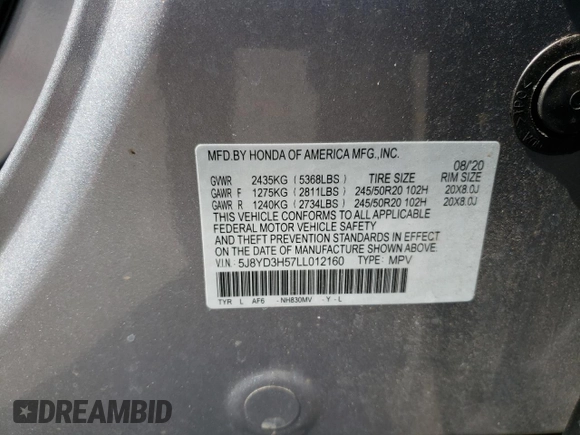 MFD.BY HONDA OF AMERICA MFG.,INC. 08/'20
GVWR 2435KG (5368LBS) TIRE SIZE RIM SIZE
GAWR F 1275KG (2811LBS) 245/50R20 102H 20X8.0J
GAWR R 1240KG (2734LBS) 245/50R20 102H 20X8.0J
THIS VEHICLE CONFORMS TO ALL APPLICABLE
FEDERAL MOTOR VEHICLE SAFETY
AND THEFT PREVENTION STANDARDS IN EFFECT
ON THE DATE OF MANUFACTURE SHOWN ABOVE.
V.I.N.: 5J8YD3H57LL012160 TYPE: MPV
TYR L AF6 -NH830MV -Y-L
DREAMBID